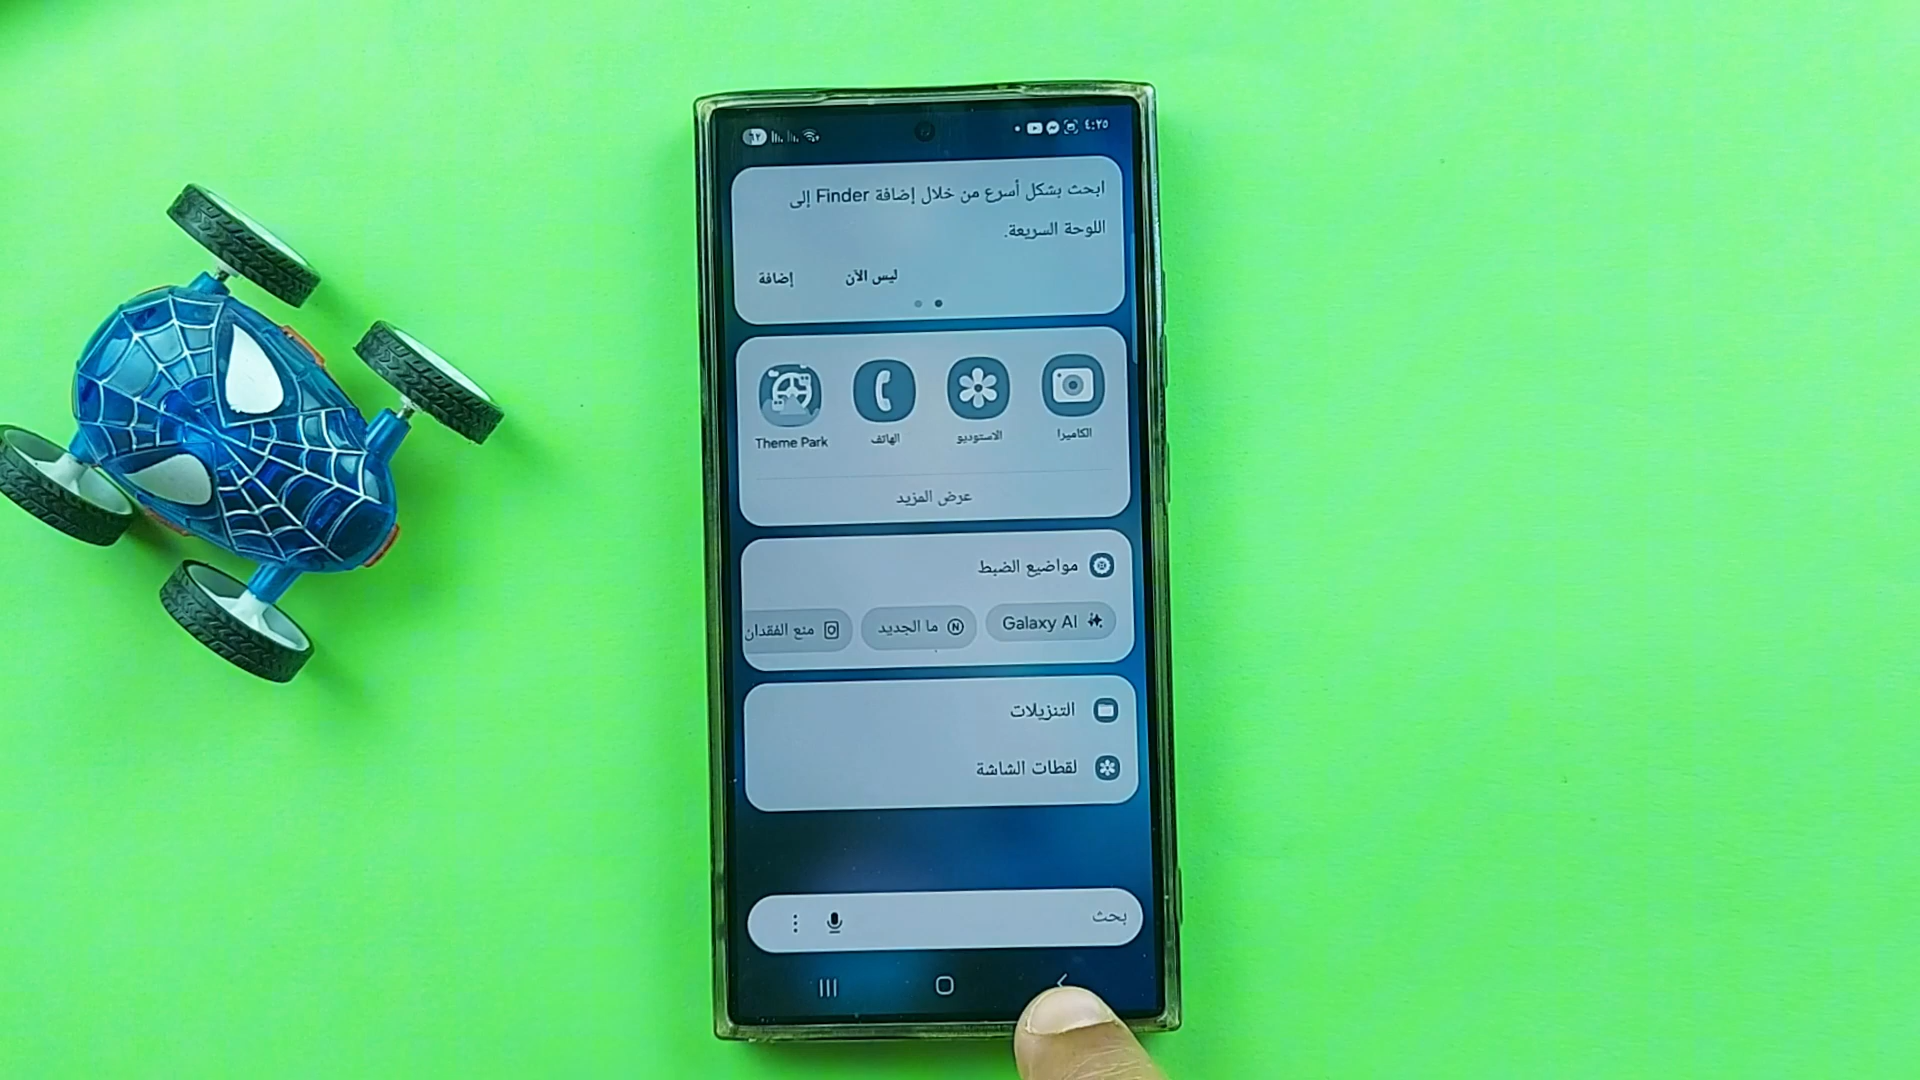 ٤:٢٥
٦٢
ابحث بشكل أسرع من خلال إضافة Finder إلى
اللوحة السريعة.
ليس الآن
إضافة
الكاميرا
الاستوديو
الهاتف
Theme Park
عرض المزيد
مواضيع الضبط
Galaxy AI
ما الجديد
منع الفقدان
التنزيلات
لقطات الشاشة
بحث